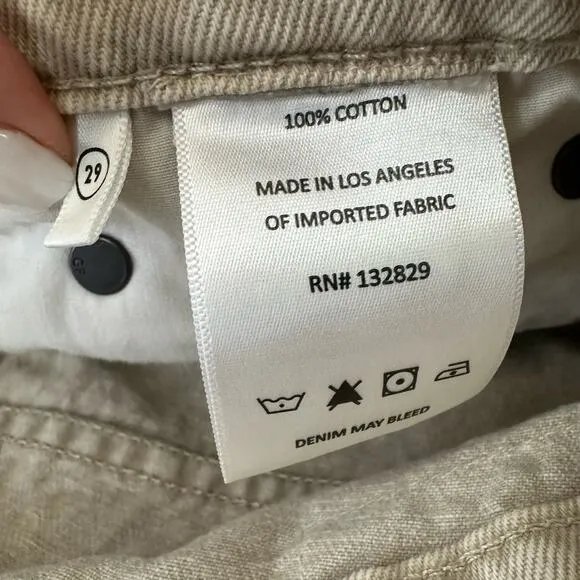 100% COTTON
29
MADE IN LOS ANGELES
OF IMPORTED FABRIC
RN# 132829
DENIM MAY BLEED